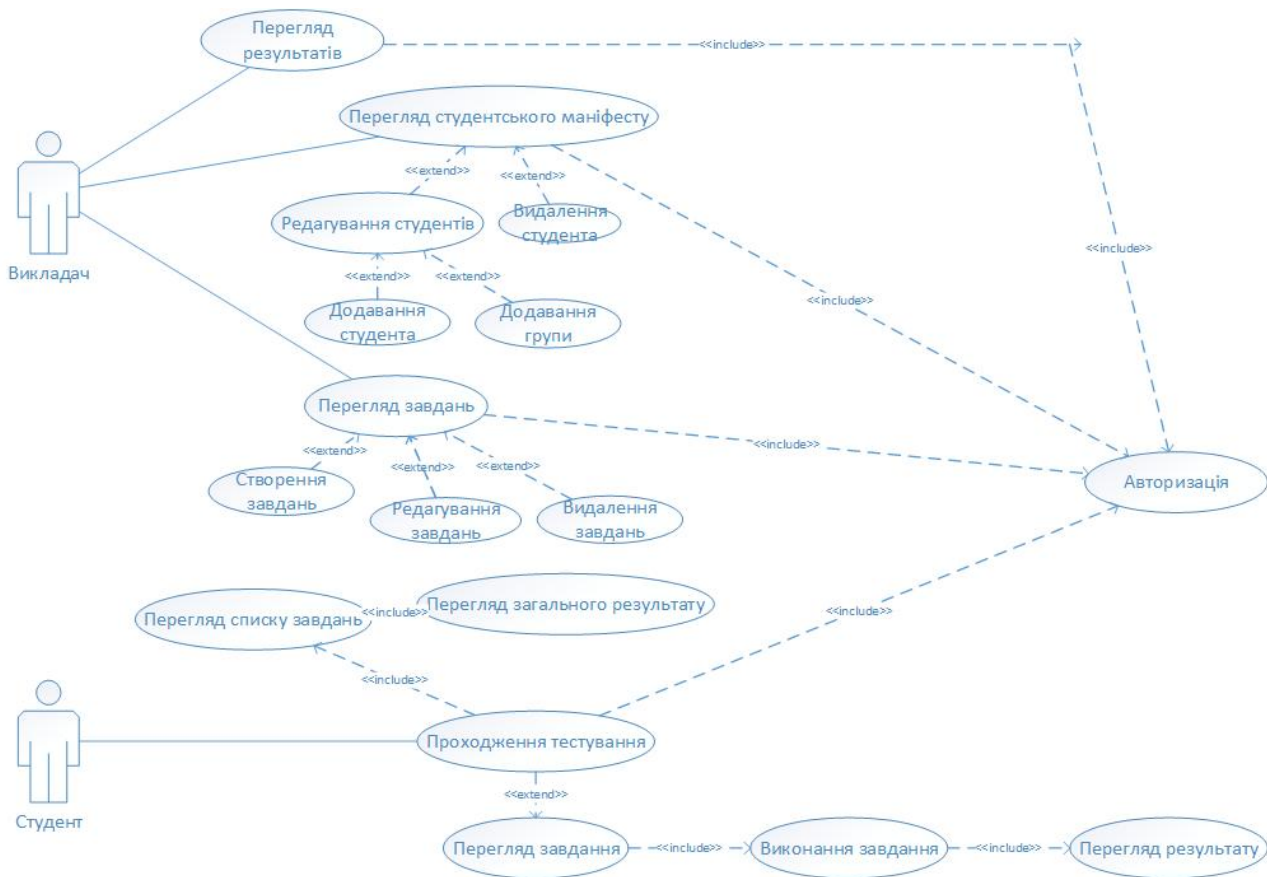 Перегляд
результатів
<<include>>
Перегляд студентського маніфесту
<<extend>>
<<extend>>
Редагування студентів
Видалення
студента
Викладач
<<include>>
<<extend>>
<<extend>>
<<include>>
Додавання
студента
Додавання
групи
Перегляд завдань
<<include>>
<<extend>>
<<extend>>
<<extend>>
Створення
завдань
Редагування
завдань
Видалення
завдань
Авторизація
Перегляд списку завдань
<<include>>
Перегляд загального результату
<<include>>
<<include>>
Проходження тестування
Студент
<<extend>>
Перегляд завдання
<<include>>
Виконання завдання
<<include>>
Перегляд результату